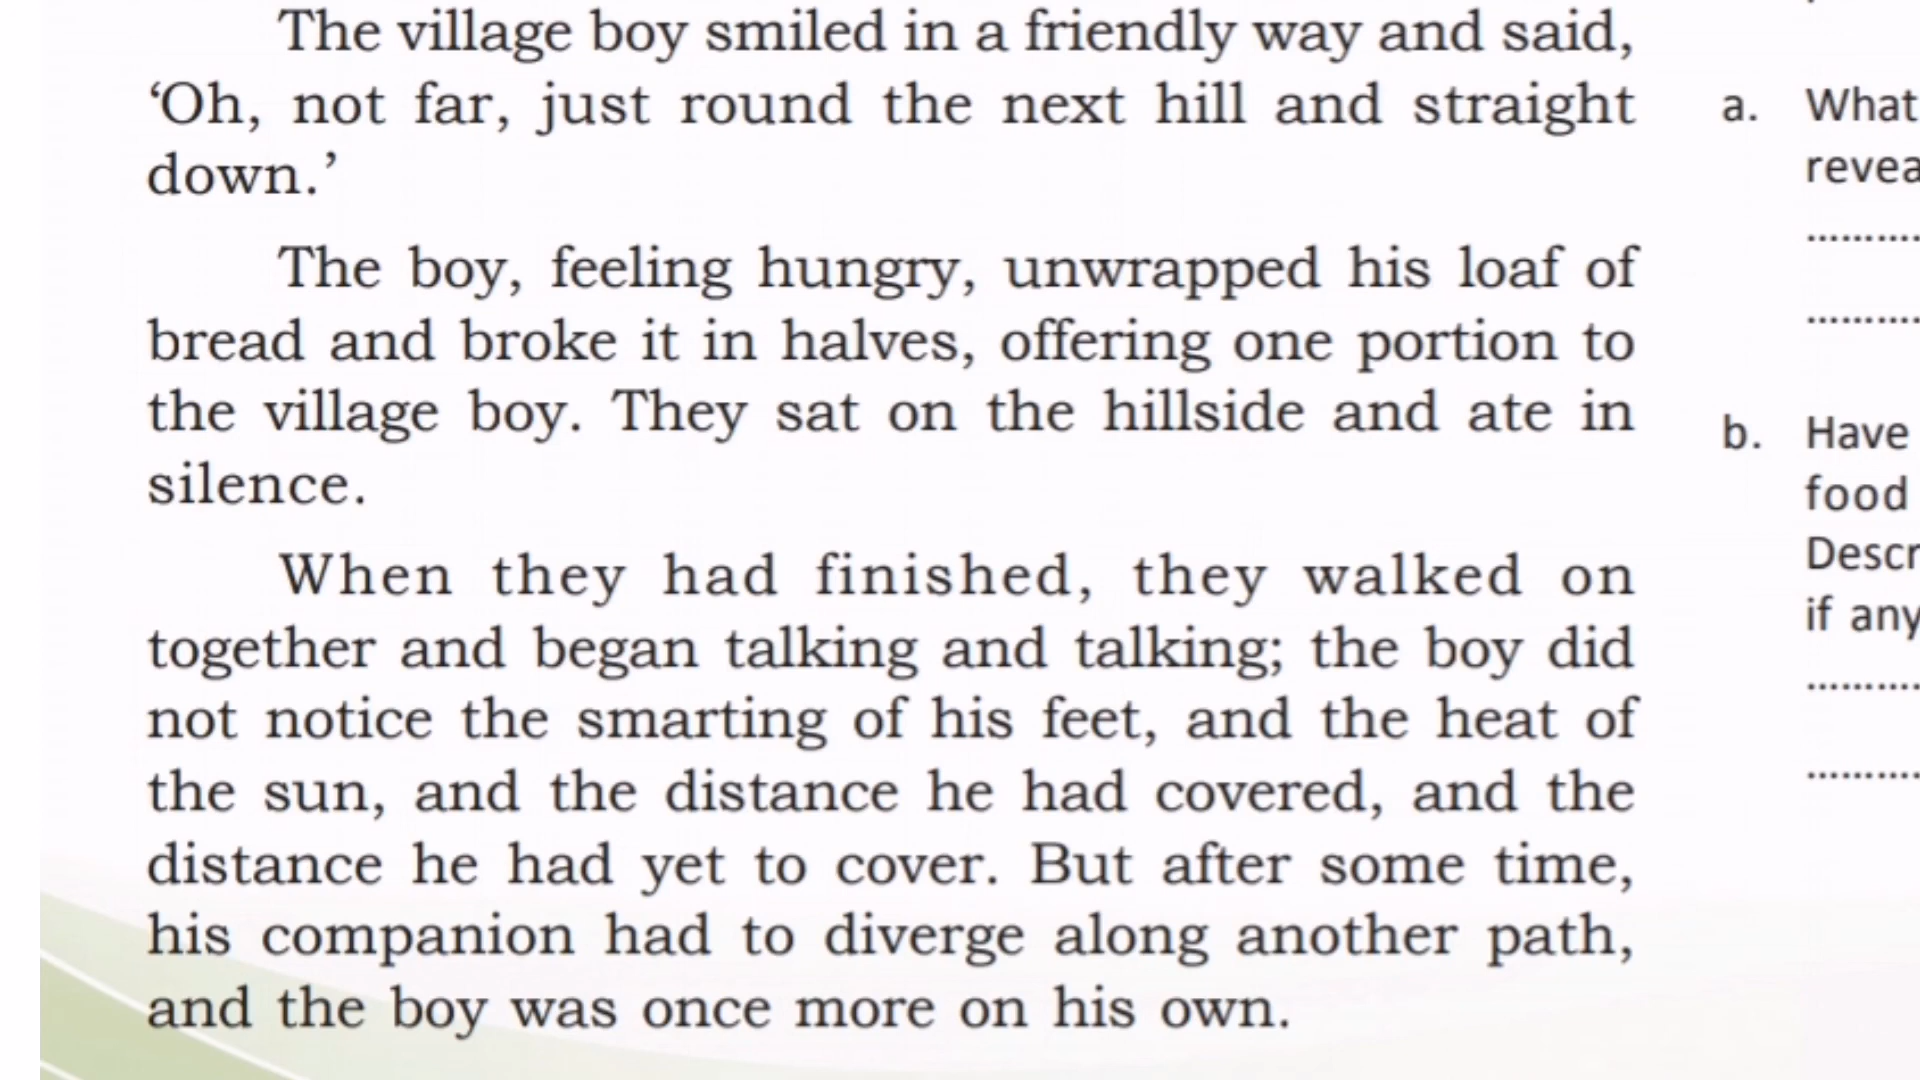 The village boy smiled in a friendly way and said,
‘Oh, not far, just round the next hill and straight
down.’
The boy, feeling hungry, unwrapped his loaf of
bread and broke it in halves, offering one portion to
the village boy. They sat on the hillside and ate in
silence.
When they had finished, they walked on
together and began talking and talking; the boy did
not notice the smarting of his feet, and the heat of
the sun, and the distance he had covered, and the
distance he had yet to cover. But after some time,
his companion had to diverge along another path,
and the boy was once more on his own.
a. What
b. Have
food
if any